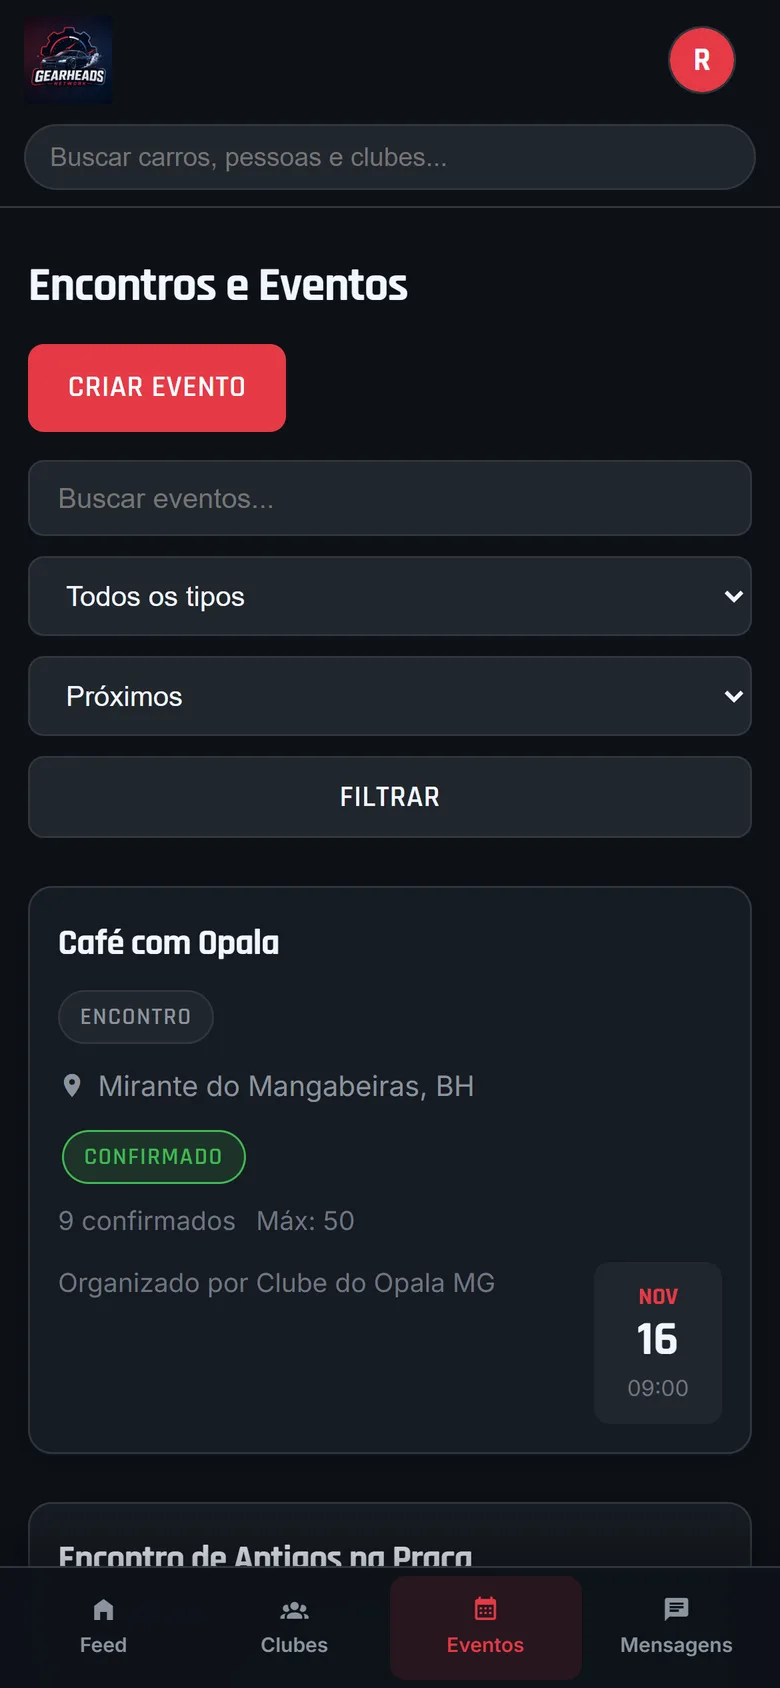 GEARHEADS
NETWORK
R
Buscar carros, pessoas e clubes...
Encontros e Eventos
CRIAR EVENTO
Buscar eventos...
Todos os tipos
Próximos
FILTRAR
Café com Opala
ENCONTRO
Mirante do Mangabeiras, BH
CONFIRMADO
9 confirmados Máx: 50
Organizado por Clube do Opala MG
NOV
16
09:00
Encontro de Antigos na Praça
Feed
Clubes
Eventos
Mensagens